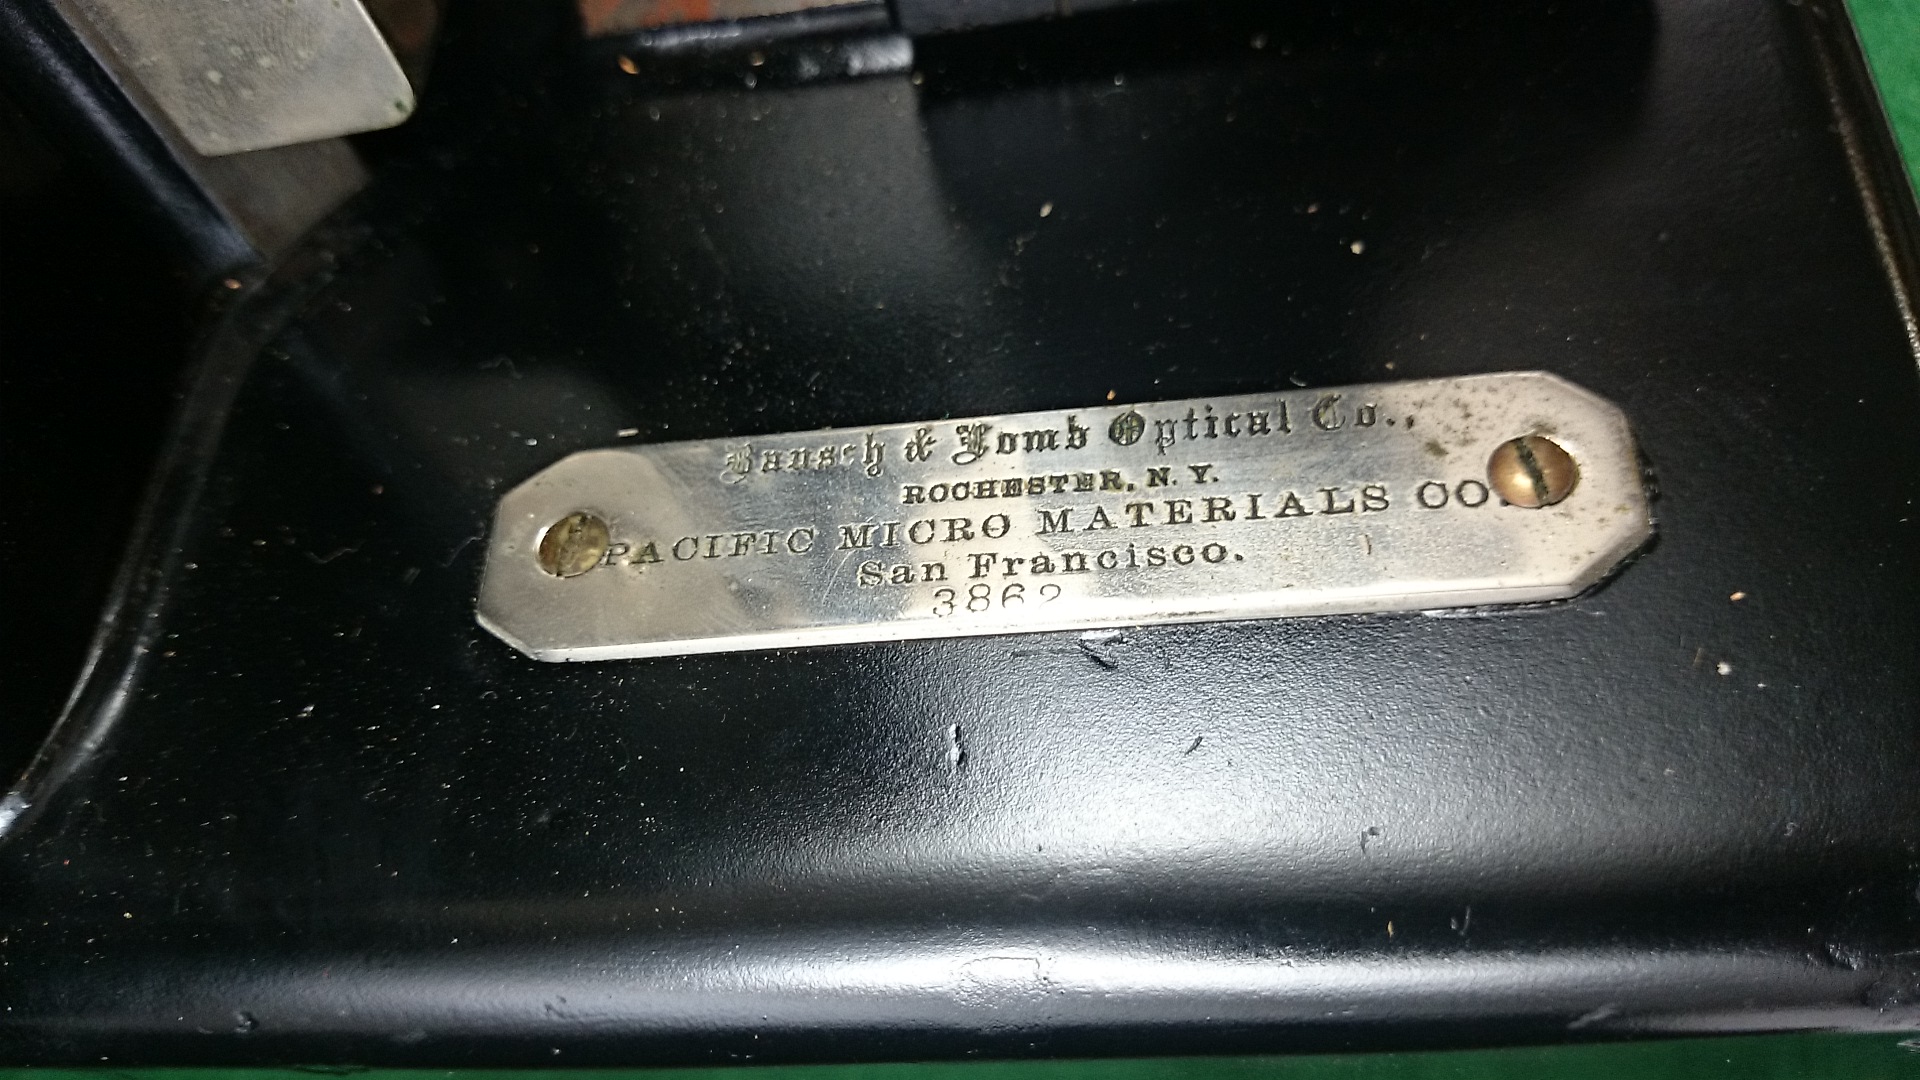 Bausch & Lomb Optical Co.,
ROCHESTER, N. Y.
PACIFIC MICRO MATERIALS CO.
San Francisco.
3862